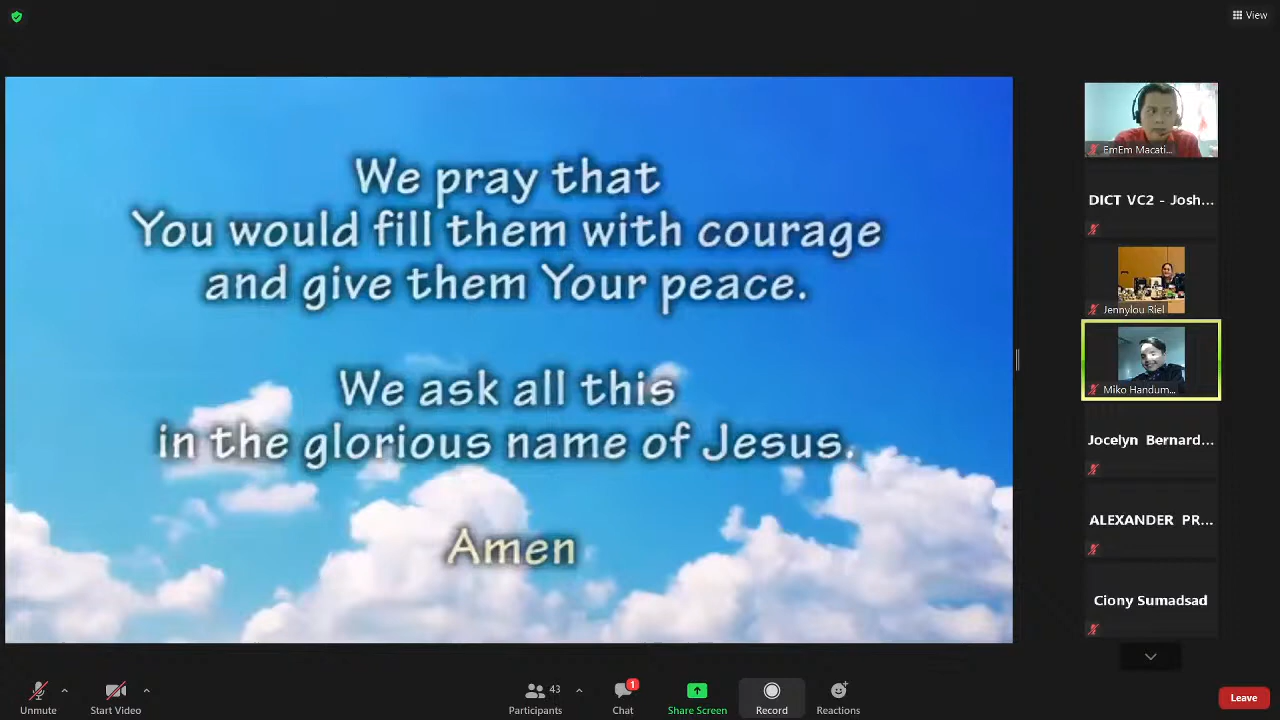 View
We pray that
You would fill them with courage
and give them Your peace.
We ask all this
in the glorious name of Jesus.
Amen
EmEm Macati...
DICT VC2 - Josh...
Jennylou Riel
Miko Handum...
Jocelyn Bernard...
ALEXANDER PR...
Ciony Sumadsad
Unmute
Start Video
Participants
43
Chat
1
Share Screen
Record
Reactions
Leave